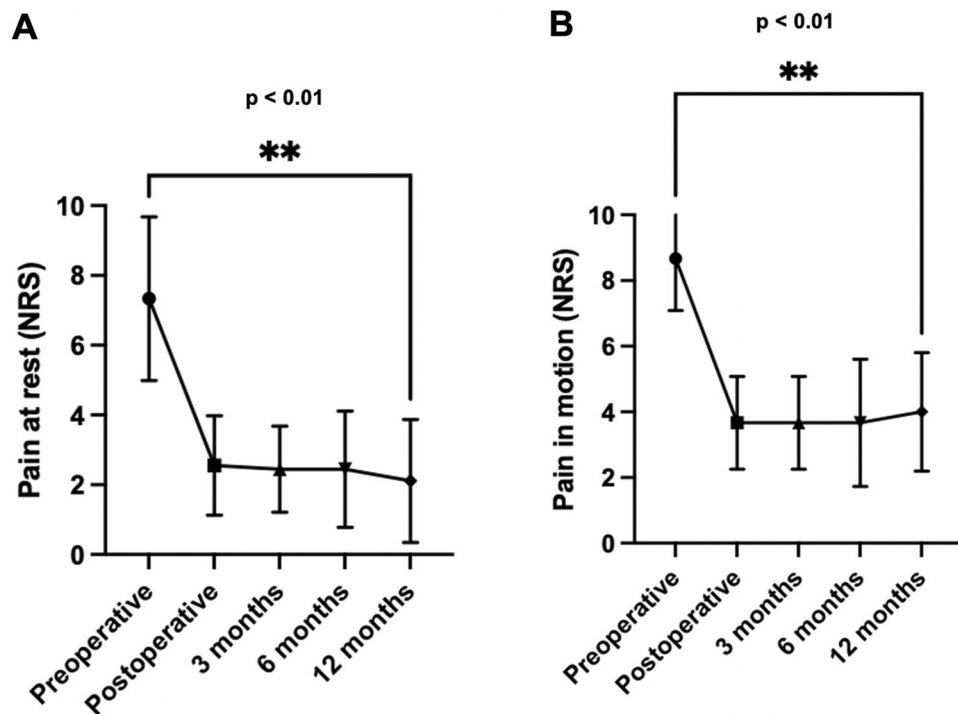 A
p < 0.01
**
Pain at rest (NRS)
10
8
6
4
2
0
Preoperative
Postoperative
3 months
6 months
12 months
B
p < 0.01
**
Pain in motion (NRS)
10
8
6
4
2
0
Preoperative
Postoperative
3 months
6 months
12 months